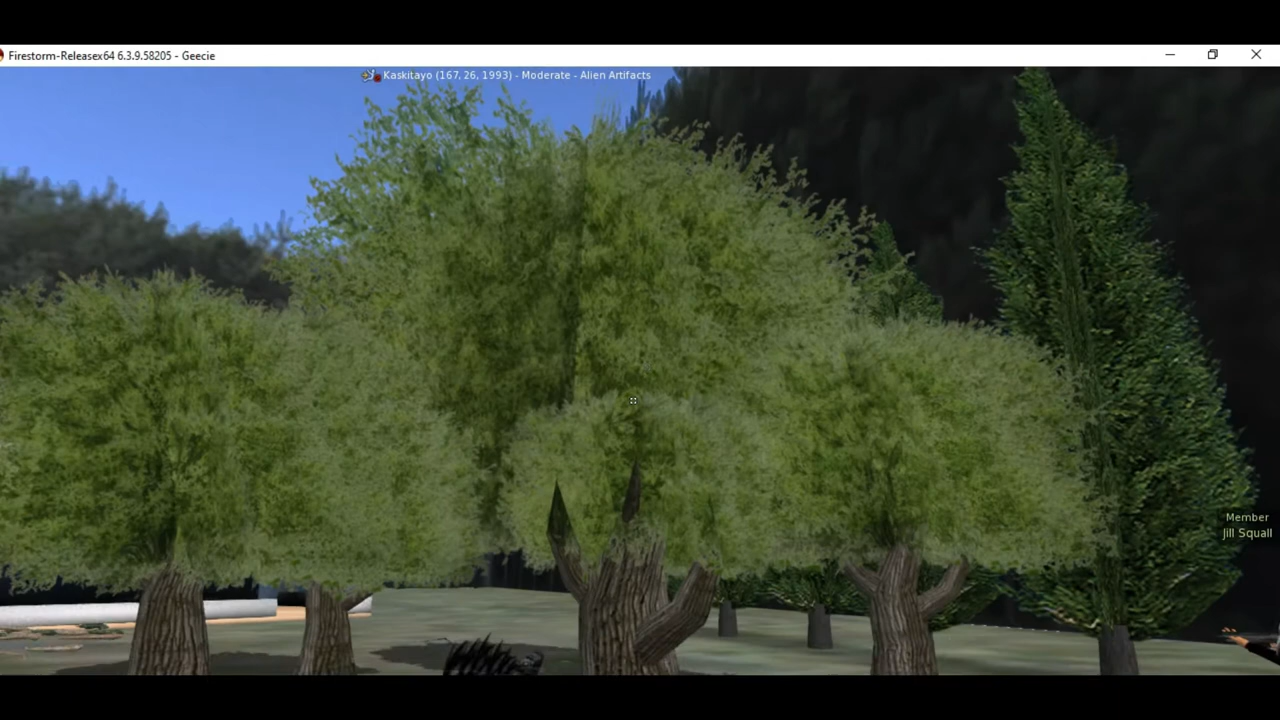 Firestorm-Releasex64 6.3.9.58205 - Geecie
Kaskitayo (167, 26, 1993) - Moderate - Alien Artifacts
Member
Jill Squall